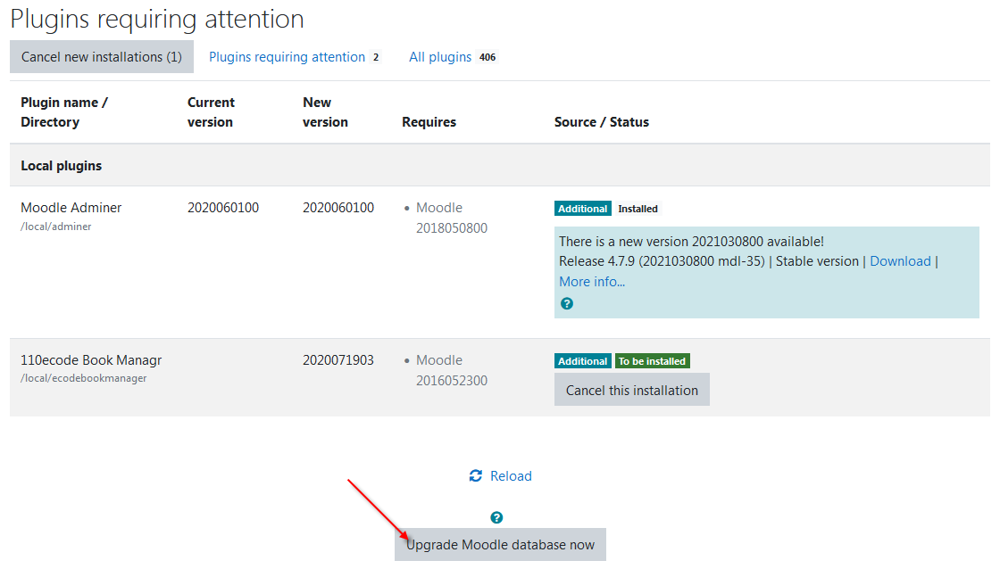 Plugins requiring attention
Cancel new installations (1) Plugins requiring attention 2 All plugins 406
Plugin name / Directory Current version New version Requires Source / Status
Local plugins
Moodle Adminer 2020060100 2020060100 • Moodle Additional Installed
/local/adminer 2018050800
There is a new version 2021030800 available!
Release 4.7.9 (2021030800 mdl-35) | Stable version | Download |
More info...
?
110ecode Book Managr 2020071903 • Moodle Additional To be installed
/local/ecodebookmanager 2016052300
Cancel this installation
Reload
?
Upgrade Moodle database now